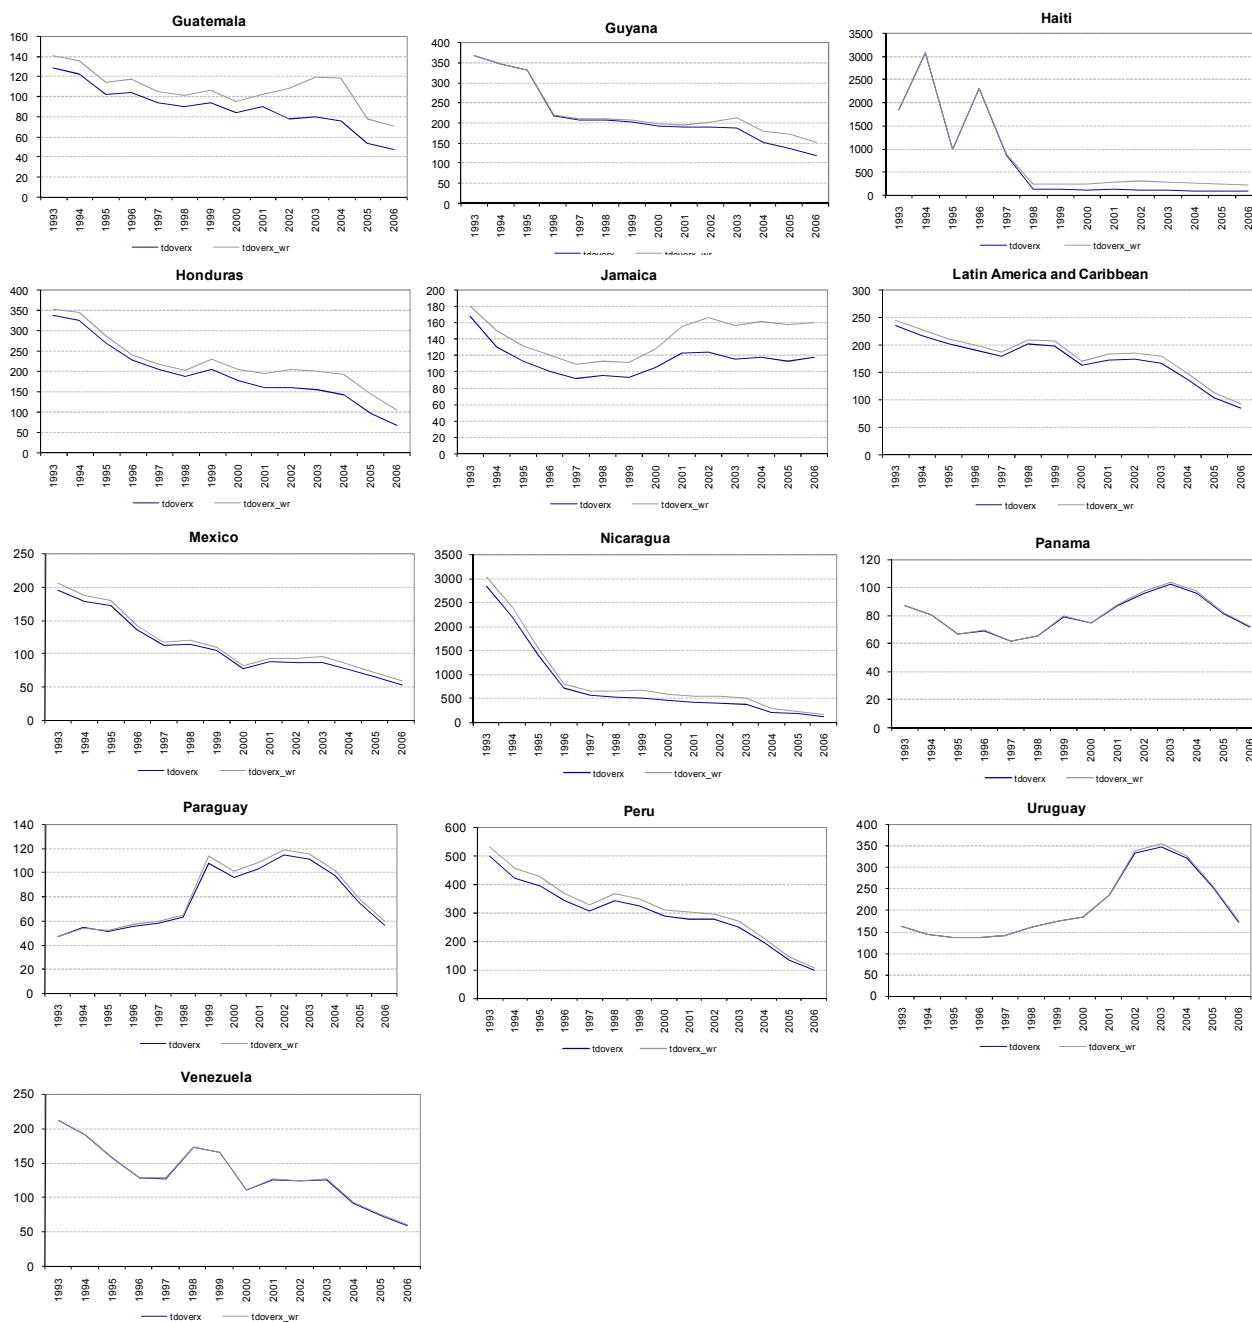 Guatemala
160
140
120
100
80
60
40
20
0
1993 1994 1995 1996 1997 1998 1999 2000 2001 2002 2003 2004 2005 2006
tdoverx tdoverx_wr
Guyana
400
350
300
250
200
150
100
50
0
1993 1994 1995 1996 1997 1998 1999 2000 2001 2002 2003 2004 2005 2006
tdoverx tdoverx_wr
Haiti
3500
3000
2500
2000
1500
1000
500
0
1993 1994 1995 1996 1997 1998 1999 2000 2001 2002 2003 2004 2005 2006
tdoverx tdoverx_wr
Honduras
400
350
300
250
200
150
100
50
0
1993 1994 1995 1996 1997 1998 1999 2000 2001 2002 2003 2004 2005 2006
tdoverx tdoverx_wr
Jamaica
200
180
160
140
120
100
80
60
40
20
0
1993 1994 1995 1996 1997 1998 1999 2000 2001 2002 2003 2004 2005 2006
tdoverx tdoverx_wr
Latin America and Caribbean
300
250
200
150
100
50
0
1993 1994 1995 1996 1997 1998 1999 2000 2001 2002 2003 2004 2005 2006
tdoverx tdoverx_wr
Mexico
250
200
150
100
50
0
1993 1994 1995 1996 1997 1998 1999 2000 2001 2002 2003 2004 2005 2006
tdoverx tdoverx_wr
Nicaragua
3500
3000
2500
2000
1500
1000
500
0
1993 1994 1995 1996 1997 1998 1999 2000 2001 2002 2003 2004 2005 2006
tdoverx tdoverx_wr
Panama
120
100
80
60
40
20
0
1993 1994 1995 1996 1997 1998 1999 2000 2001 2002 2003 2004 2005 2006
tdoverx tdoverx_wr
Paraguay
140
120
100
80
60
40
20
0
1993 1994 1995 1996 1997 1998 1999 2000 2001 2002 2003 2004 2005 2006
tdoverx tdoverx_wr
Peru
600
500
400
300
200
100
0
1993 1994 1995 1996 1997 1998 1999 2000 2001 2002 2003 2004 2005 2006
tdoverx tdoverx_wr
Uruguay
400
350
300
250
200
150
100
50
0
1993 1994 1995 1996 1997 1998 1999 2000 2001 2002 2003 2004 2005 2006
tdoverx tdoverx_wr
Venezuela
250
200
150
100
50
0
1993 1994 1995 1996 1997 1998 1999 2000 2001 2002 2003 2004 2005 2006
tdoverx tdoverx_wr